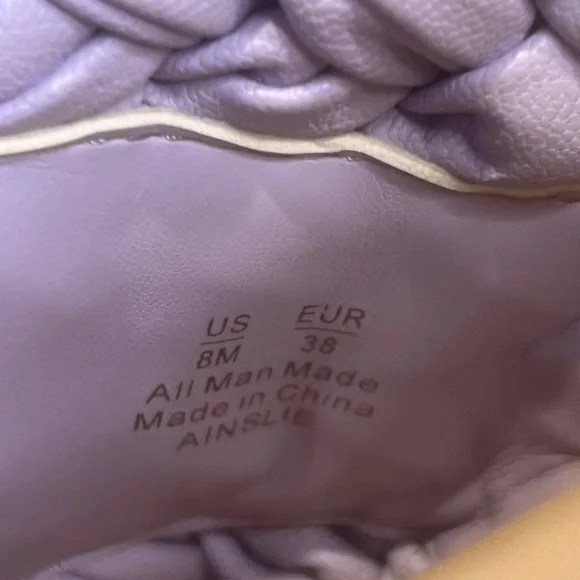 US EUR
8M 38
All Man Made
Made in China
AINSLIE